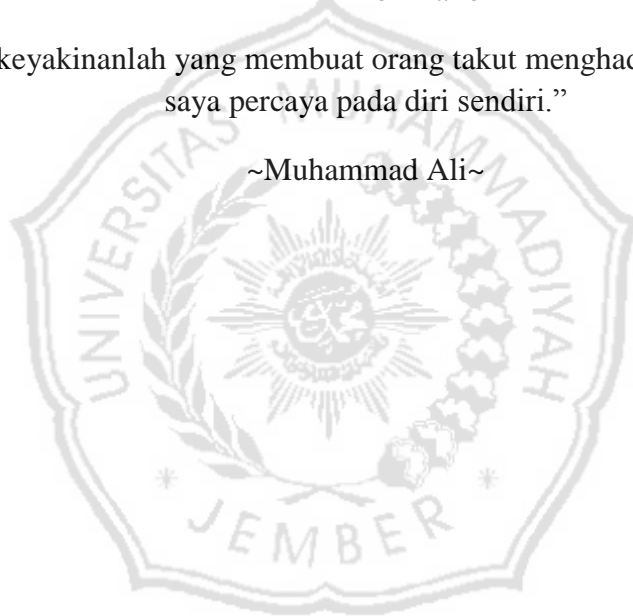 keyakinanlah yang membuat orang takut menghad
saya percaya pada diri sendiri.”
~Muhammad Ali~
UNIVERSITAS MUHAMMADIYAH
JEMBER